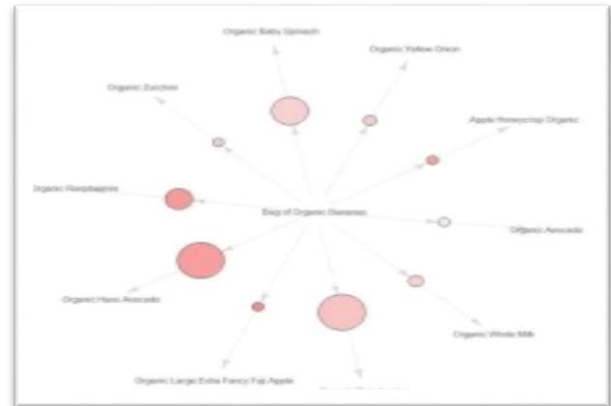 Organic Baby Spinach
Organic Yellow Onion
Organic Zucchini
Apple Honeycrisp Organic
Organic Raspberries
Bag of Organic Bananas
Organic Avocado
Organic Hass Avocado
Organic Whole Milk
Organic Large Extra Fancy Fuji Apple